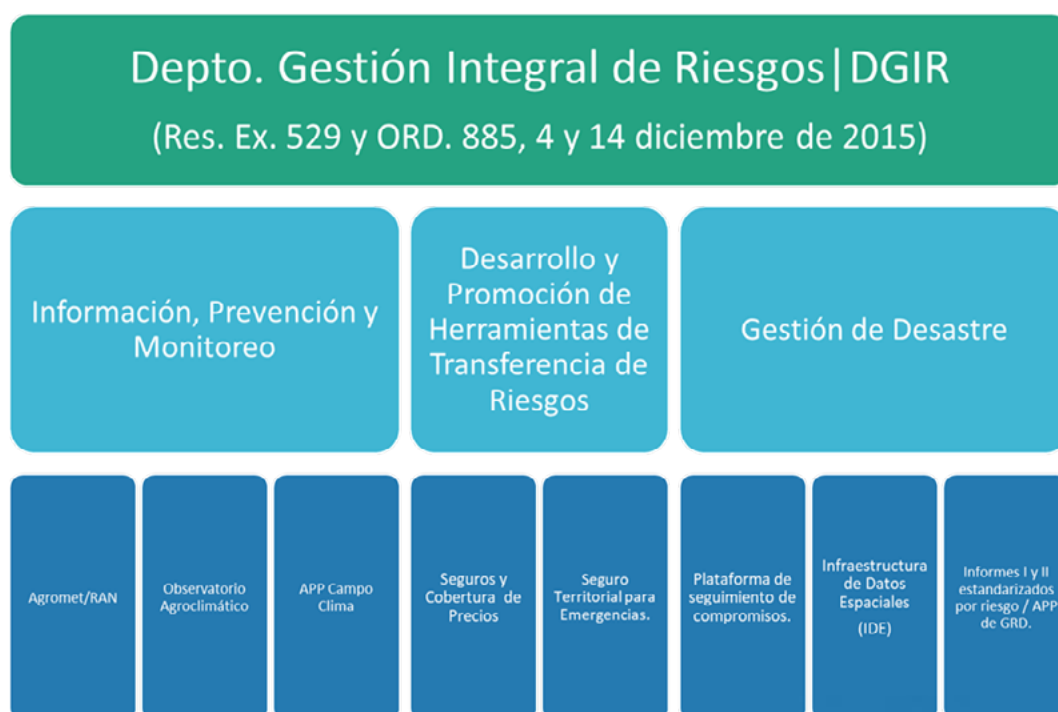 Depto. Gestión Integral de Riesgos|DGIR
(Res. Ex. 529 y ORD. 885, 4 y 14 diciembre de 2015)
Información, Prevención y
Monitoreo
Desarrollo y
Promoción de
Herramientas de
Transferencia de
Riesgos
Gestión de Desastre
Agromet/RAN
Observatorio
Agroclimático
APP Campo
Clima
Seguros y
Cobertura de
Precios
Seguro
Territorial para
Emergencias.
Plataforma de
seguimiento de
compromisos.
Infraestructura
de Datos
Espaciales
(IDE)
Informes I y II
estandarizados
por riesgo / APP
de GRD.